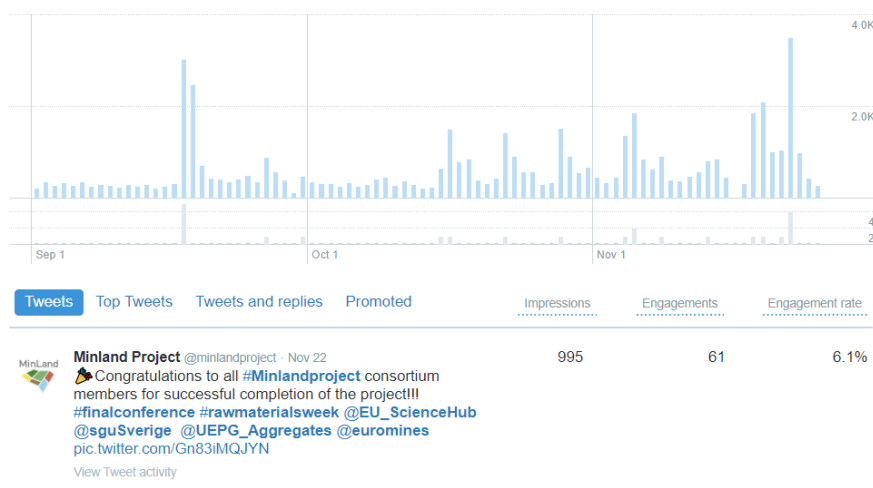 4.0K
2.0K
4
2
Sep 1
Oct 1
Nov 1
Tweets Top Tweets Tweets and replies Promoted Impressions Engagements Engagement rate
MinLand
Minland Project @minlandproject · Nov 22 995 61 6.1%
Congratulations to all #Minlandproject consortium
members for successful completion of the project!!!
#finalconference #rawmaterialsweek @EU_ScienceHub
@sguSverige @UEPG_Aggregates @euromines
pic.twitter.com/Gn83iMQJYN
View Tweet activity